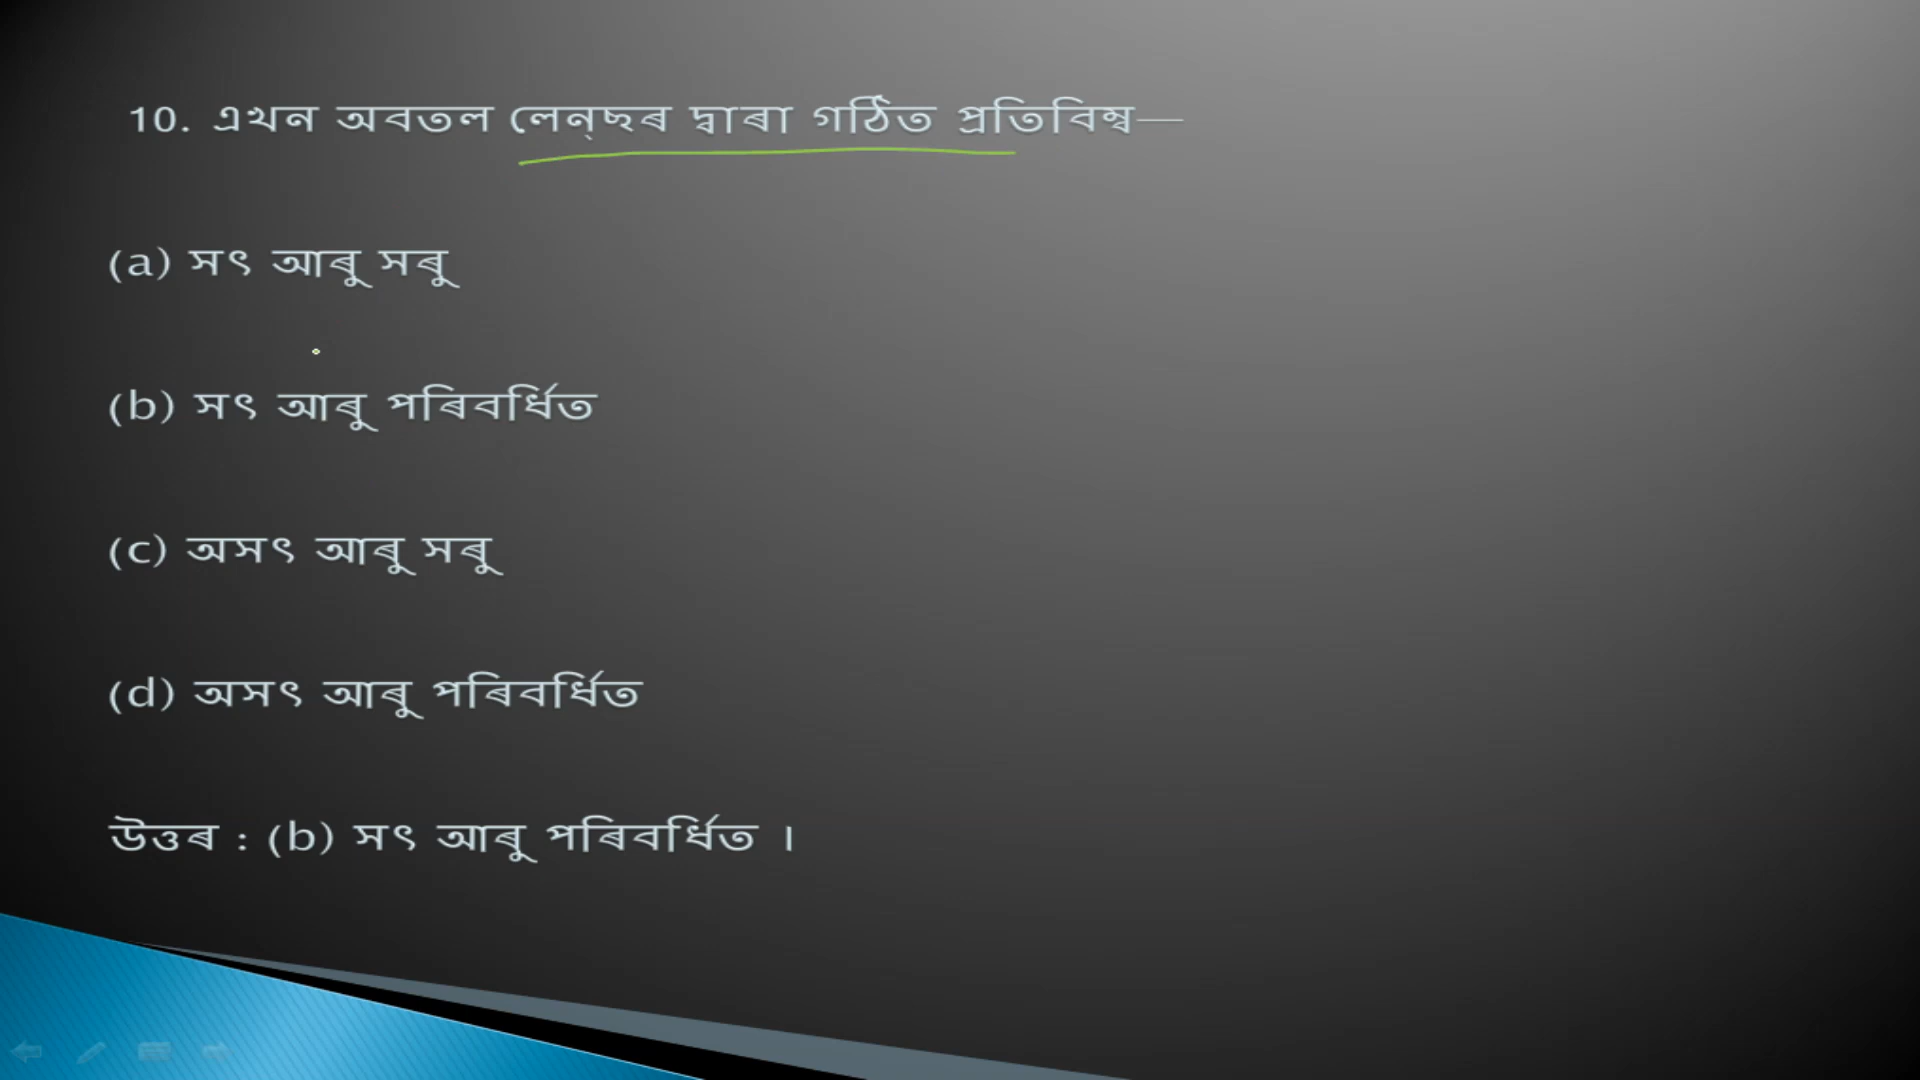 10. এখন অবতল লেন্‌ছৰ দ্বাৰা গঠিত প্ৰতিবিম্ব—
(a) সৎ আৰু সৰু
(b) সৎ আৰু পৰিবৰ্ধিত
(c) অসৎ আৰু সৰু
(d) অসৎ আৰু পৰিবৰ্ধিত
উত্তৰ : (b) সৎ আৰু পৰিবৰ্ধিত ।